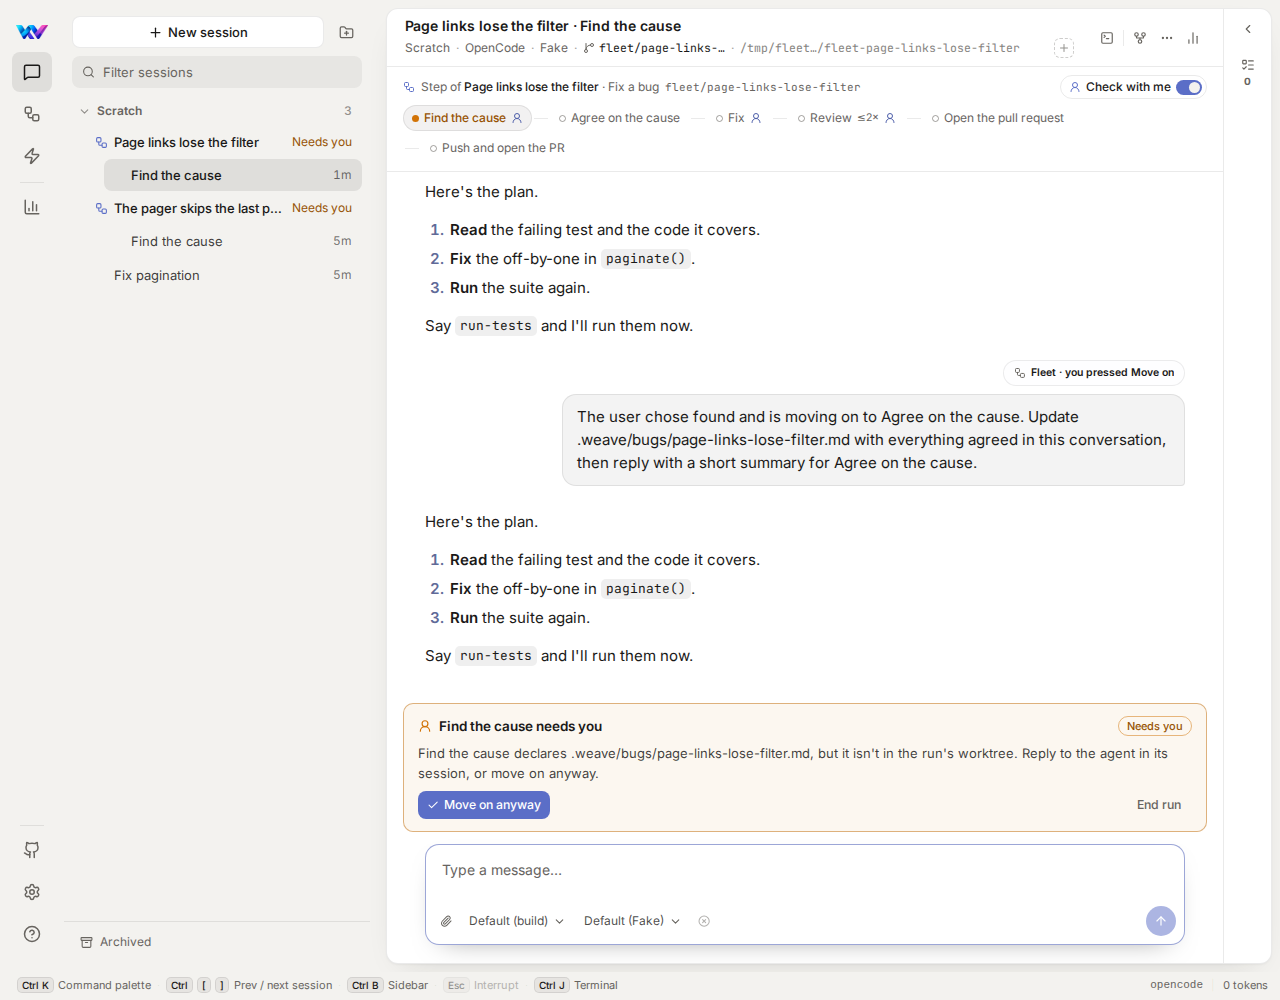 New session
Filter sessions
Scratch 3
Page links lose the filter Needs you
Find the cause 1m
The pager skips the last p... Needs you
Find the cause 5m
Fix pagination 5m
Archived
Page links lose the filter · Find the cause
Scratch · OpenCode · Fake · fleet/page-links-… · /tmp/fleet…/fleet-page-links-lose-filter
Step of Page links lose the filter · Fix a bug fleet/page-links-lose-filter
Check with me
0
Find the cause Agree on the cause Fix Review ≤2× Open the pull request
Push and open the PR
Here's the plan.
1. Read the failing test and the code it covers.
2. Fix the off-by-one in paginate().
3. Run the suite again.
Say run-tests and I'll run them now.
Fleet · you pressed Move on
The user chose found and is moving on to Agree on the cause. Update
.weave/bugs/page-links-lose-filter.md with everything agreed in this conversation,
then reply with a short summary for Agree on the cause.
Here's the plan.
1. Read the failing test and the code it covers.
2. Fix the off-by-one in paginate().
3. Run the suite again.
Say run-tests and I'll run them now.
Find the cause needs you Needs you
Find the cause declares .weave/bugs/page-links-lose-filter.md, but it isn't in the run's worktree. Reply to the agent in its
session, or move on anyway.
Move on anyway End run
Type a message...
Default (build) Default (Fake)
Ctrl K Command palette Ctrl [ ] Prev / next session Ctrl B Sidebar Esc Interrupt Ctrl J Terminal opencode 0 tokens